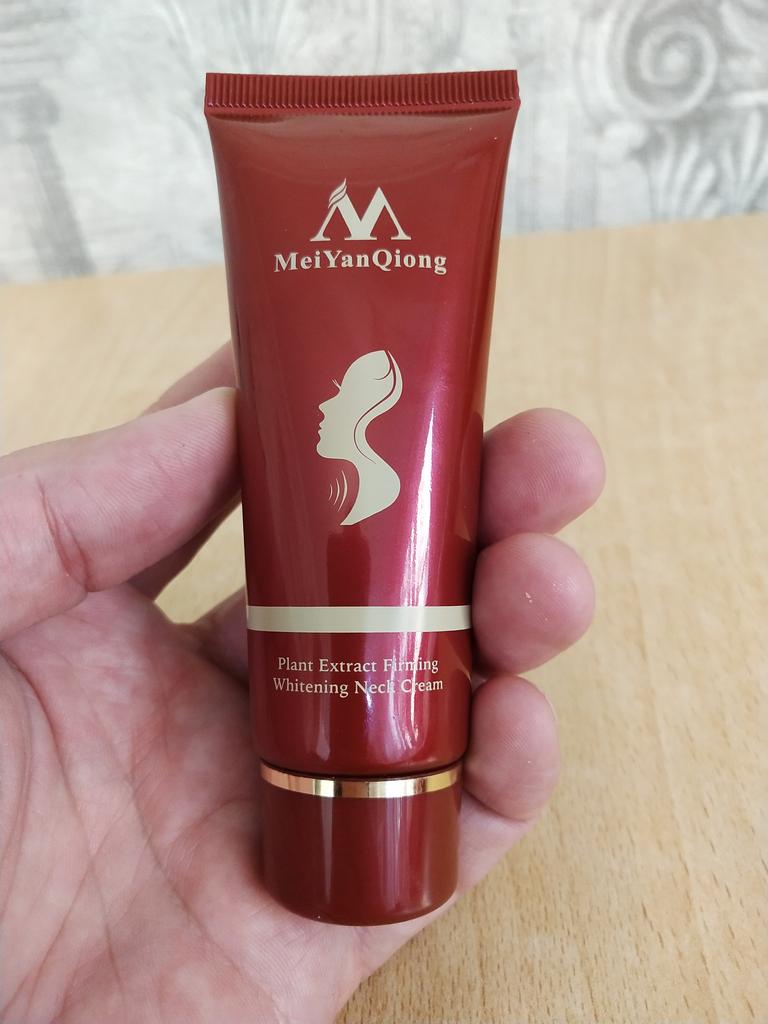 MeiYanQiong
Plant Extract Firming
Whitening Neck Cream